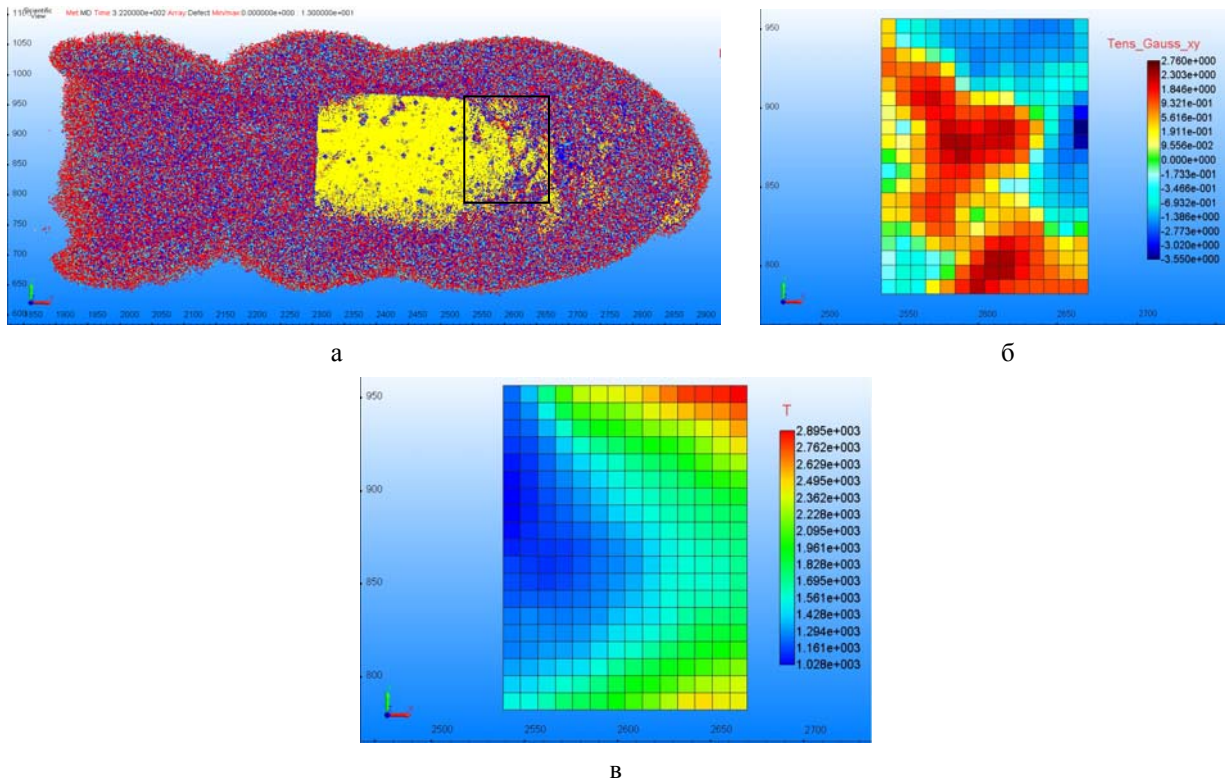 Scientific
View
Met MD Time 3.220000e+002 Array Defect Min/max 0.000000e+000 : 1.300000e+001
1050
1000
950
900
850
800
750
700
650
600
1850 1900 1950 2000 2050 2100 2150 2200 2250 2300 2350 2400 2450 2500 2550 2600 2650 2700 2750 2800 2850 2900
а
Tens_Gauss_xy
2.760e+000
2.303e+000
1.846e+000
9.321e-001
5.616e-001
1.911e-001
9.556e-002
0.000e+000
-1.733e-001
-3.466e-001
-6.931e-001
-1.386e+000
-2.773e+000
-3.020e+000
-3.550e+000
950
900
850
800
2500 2550 2600 2650 2700
б
T
2.895e+003
2.762e+003
2.629e+003
2.495e+003
2.362e+003
2.228e+003
2.095e+003
1.961e+003
1.828e+003
1.695e+003
1.561e+003
1.428e+003
1.294e+003
1.161e+003
1.028e+003
950
900
850
800
2500 2550 2600 2650 2700
в